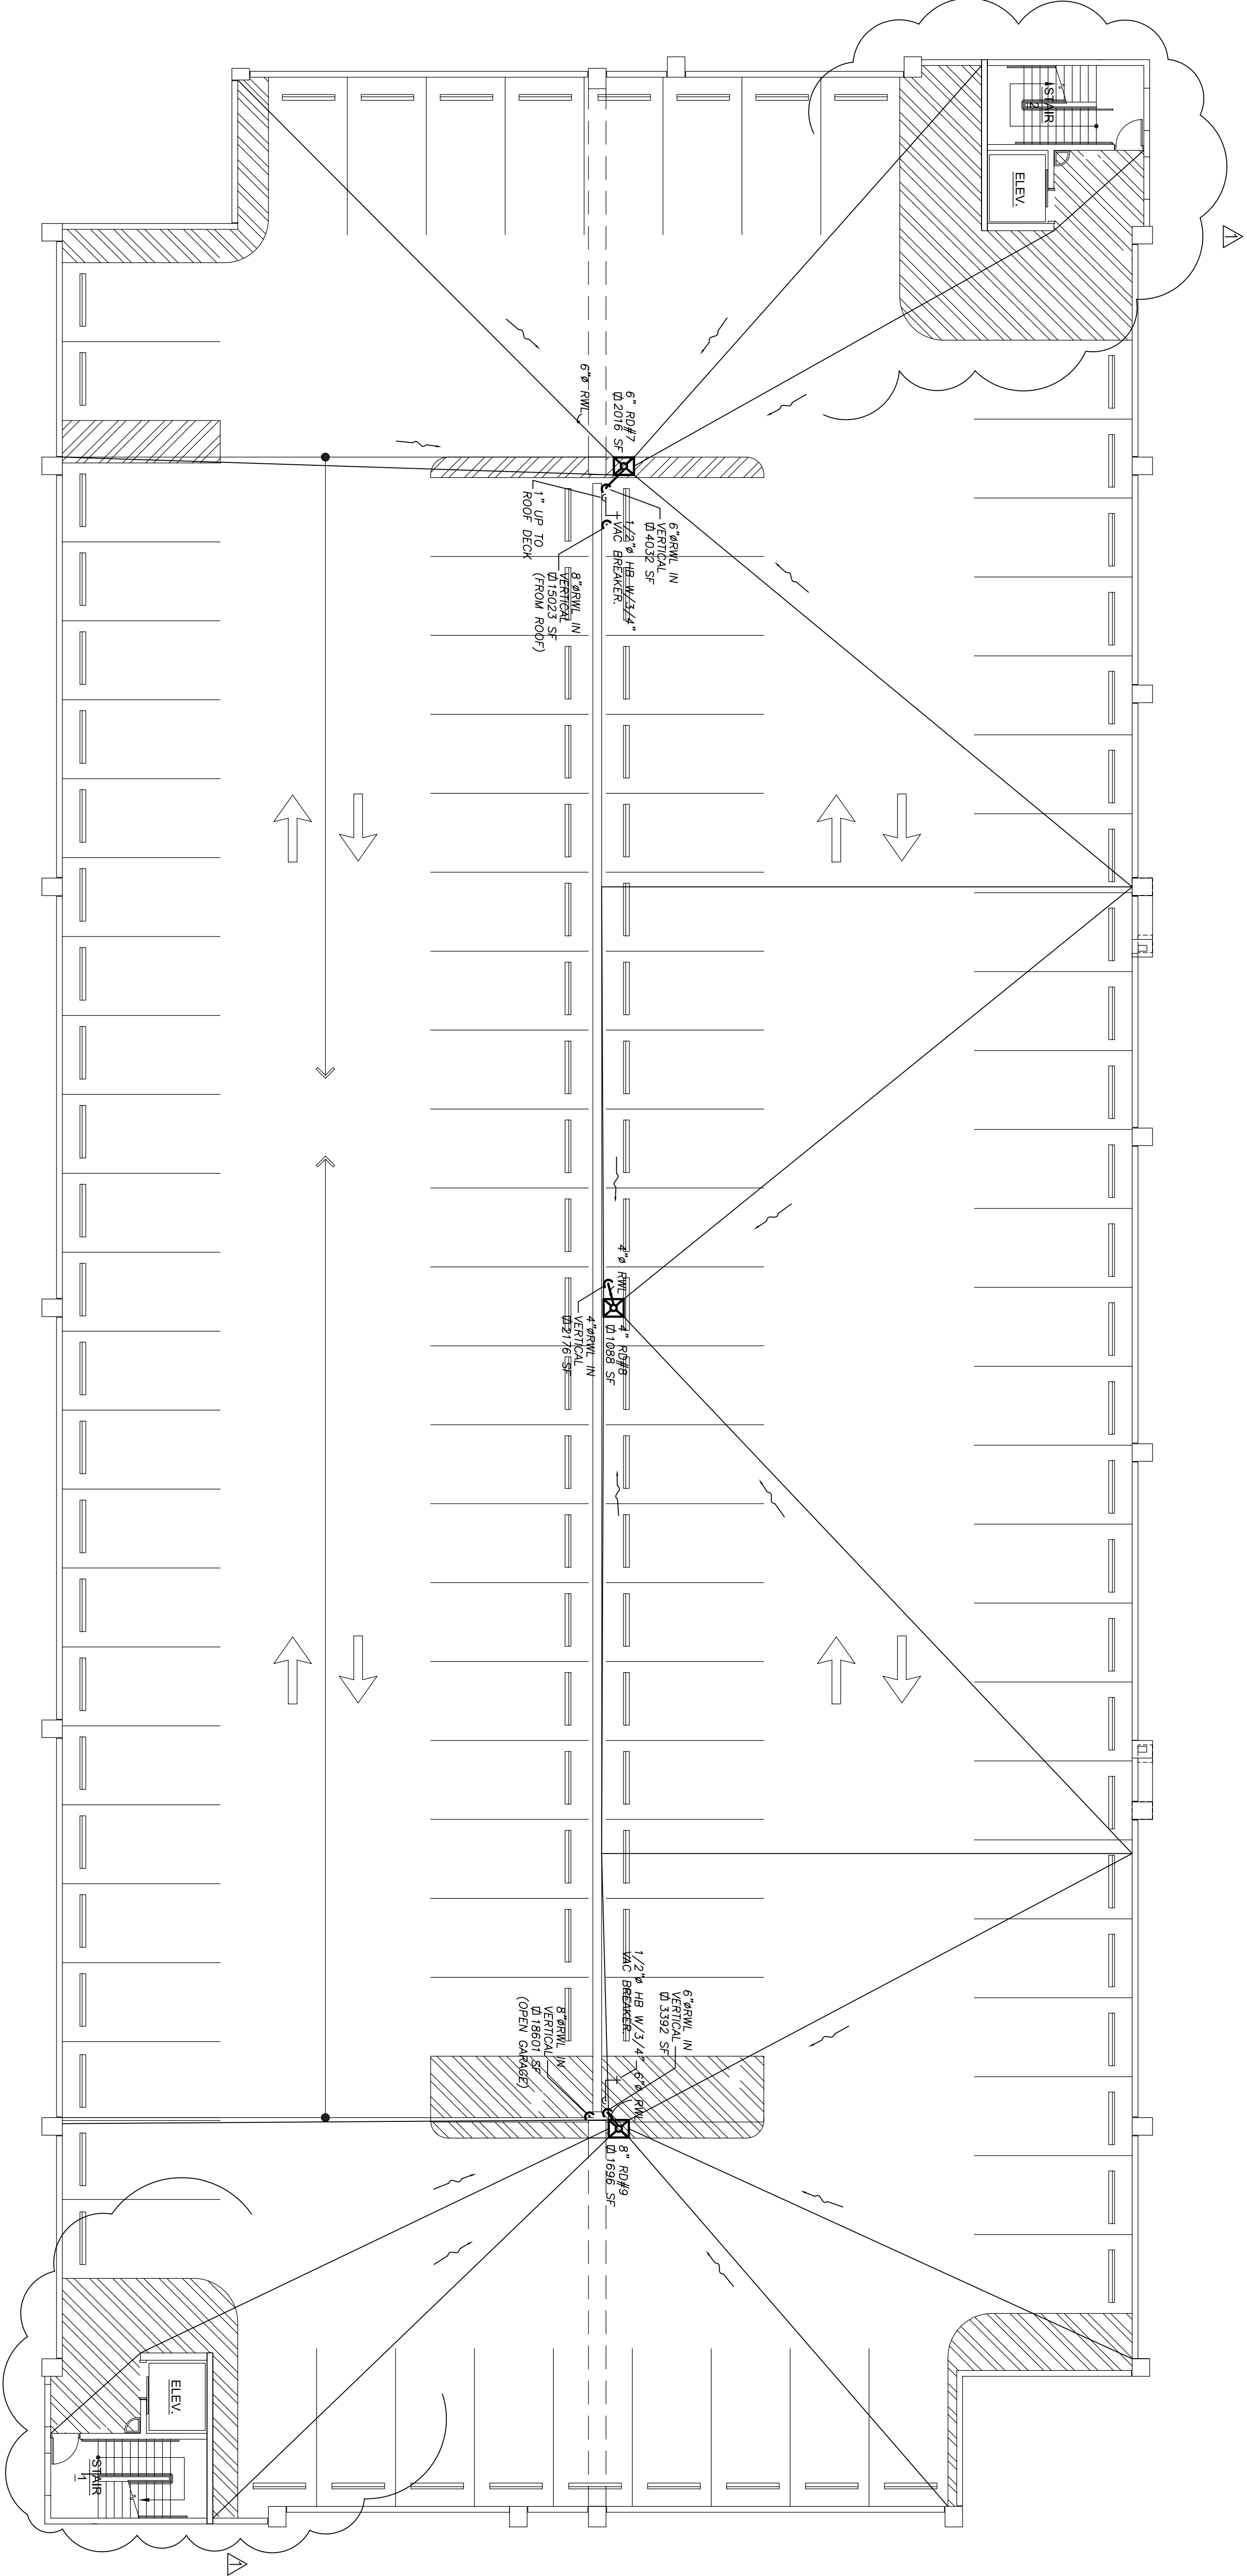 STAIR
2
ELEV.
1
6"ø RWL
6" RD#7
2016 SF
6"øRWL IN
VERTICAL
4032 SF
1/2"ø HB W/3/4"
VAC BREAKER.
1" UP TO
ROOF DECK
8"øRWL IN
VERTICAL
15023 SF
(FROM ROOF)
4"ø RWL
4" RD#8
1088 SF
4"øRWL IN
VERTICAL
2176 SF
1/2"ø HB W/3/4"
VAC BREAKER.
6"øRWL IN
VERTICAL
3392 SF
6"ø RWL
8"øRWL IN
VERTICAL
18601 SF
(OPEN GARAGE)
8" RD#9
1696 SF
ELEV.
STAIR
1
1